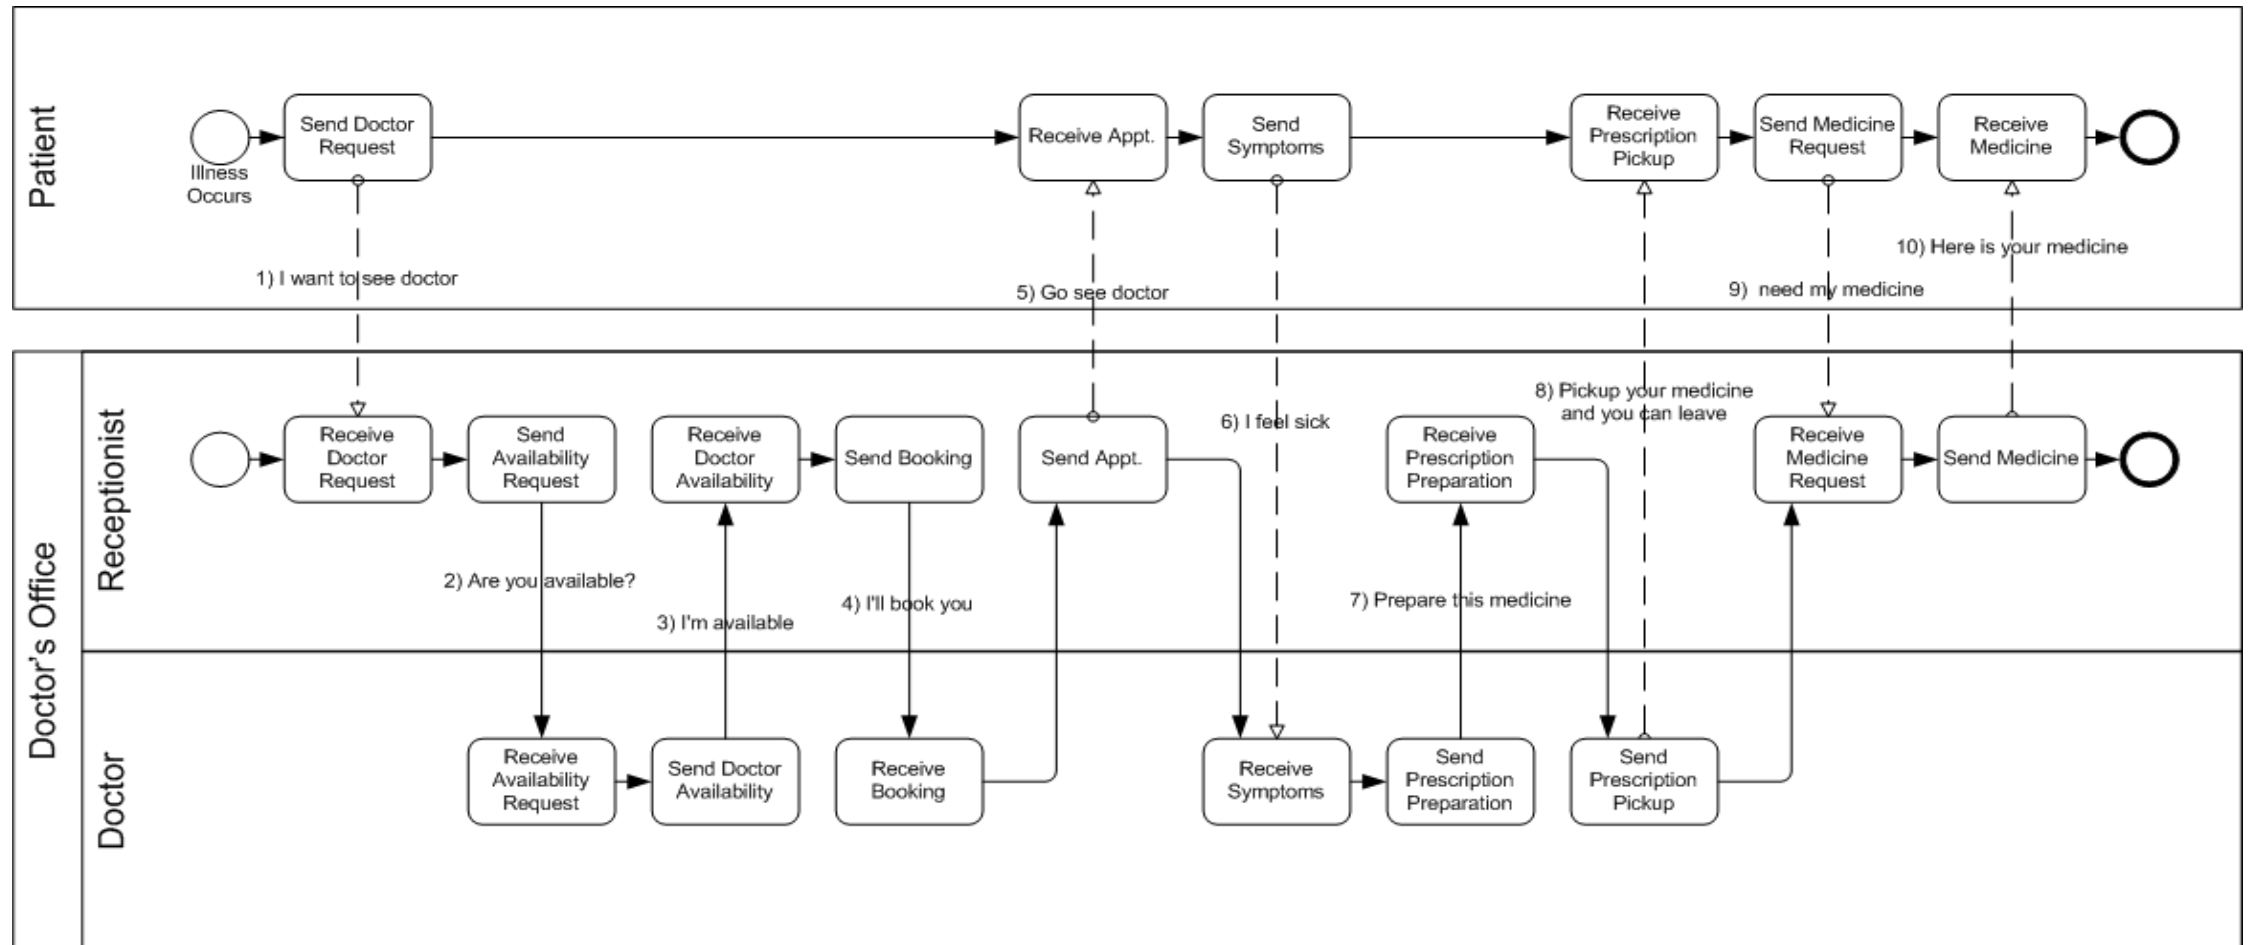 Patient
Illness
Occurs
Send Doctor
Request
Receive Appt.
Send
Symptoms
Receive
Prescription
Pickup
Send Medicine
Request
Receive
Medicine
1) I want to see doctor
5) Go see doctor
9)  need my medicine
10) Here is your medicine
Doctor's Office
Receptionist
Receive
Doctor
Request
Send
Availability
Request
Receive
Doctor
Availability
Send Booking
Send Appt.
6) I feel sick
Receive
Prescription
Preparation
8) Pickup your medicine
and you can leave
Receive
Medicine
Request
Send Medicine
2) Are you available?
3) I'm available
4) I'll book you
7) Prepare this medicine
Doctor
Receive
Availability
Request
Send Doctor
Availability
Receive
Booking
Receive
Symptoms
Send
Prescription
Preparation
Send
Prescription
Pickup